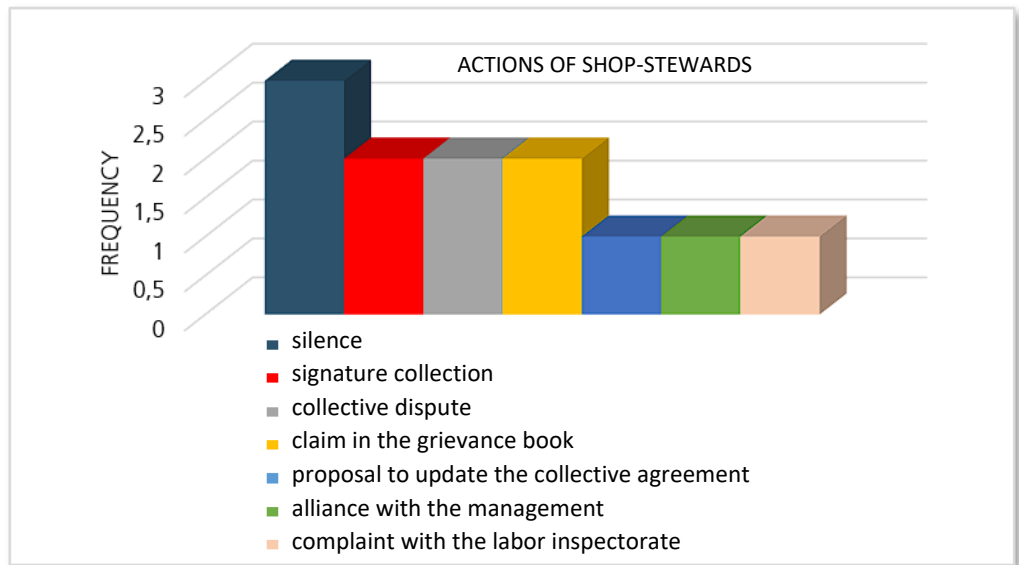 ACTIONS OF SHOP-STEWARDS
FREQUENCY
3
2,5
2
1,5
1
0,5
0
silence
signature collection
collective dispute
claim in the grievance book
proposal to update the collective agreement
alliance with the management
complaint with the labor inspectorate